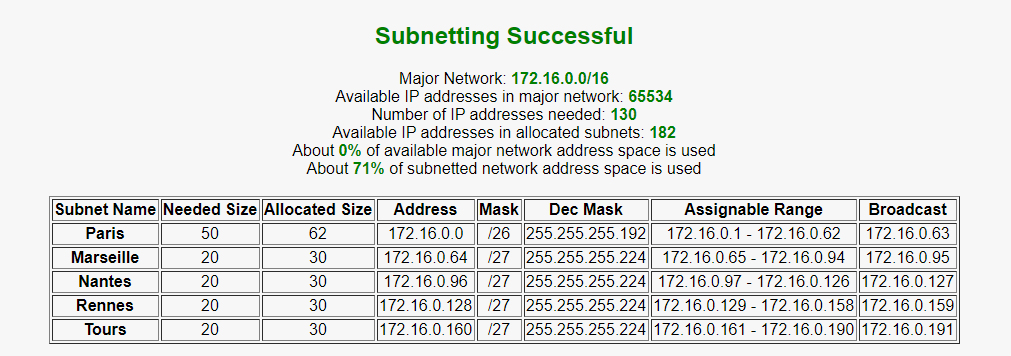 Subnetting Successful
Major Network: 172.16.0.0/16
Available IP addresses in major network: 65534
Number of IP addresses needed: 130
Available IP addresses in allocated subnets: 182
About 0% of available major network address space is used
About 71% of subnetted network address space is used
Subnet Name Needed Size Allocated Size Address Mask Dec Mask Assignable Range Broadcast
Paris 50 62 172.16.0.0 /26 255.255.255.192 172.16.0.1 - 172.16.0.62 172.16.0.63
Marseille 20 30 172.16.0.64 /27 255.255.255.224 172.16.0.65 - 172.16.0.94 172.16.0.95
Nantes 20 30 172.16.0.96 /27 255.255.255.224 172.16.0.97 - 172.16.0.126 172.16.0.127
Rennes 20 30 172.16.0.128 /27 255.255.255.224 172.16.0.129 - 172.16.0.158 172.16.0.159
Tours 20 30 172.16.0.160 /27 255.255.255.224 172.16.0.161 - 172.16.0.190 172.16.0.191